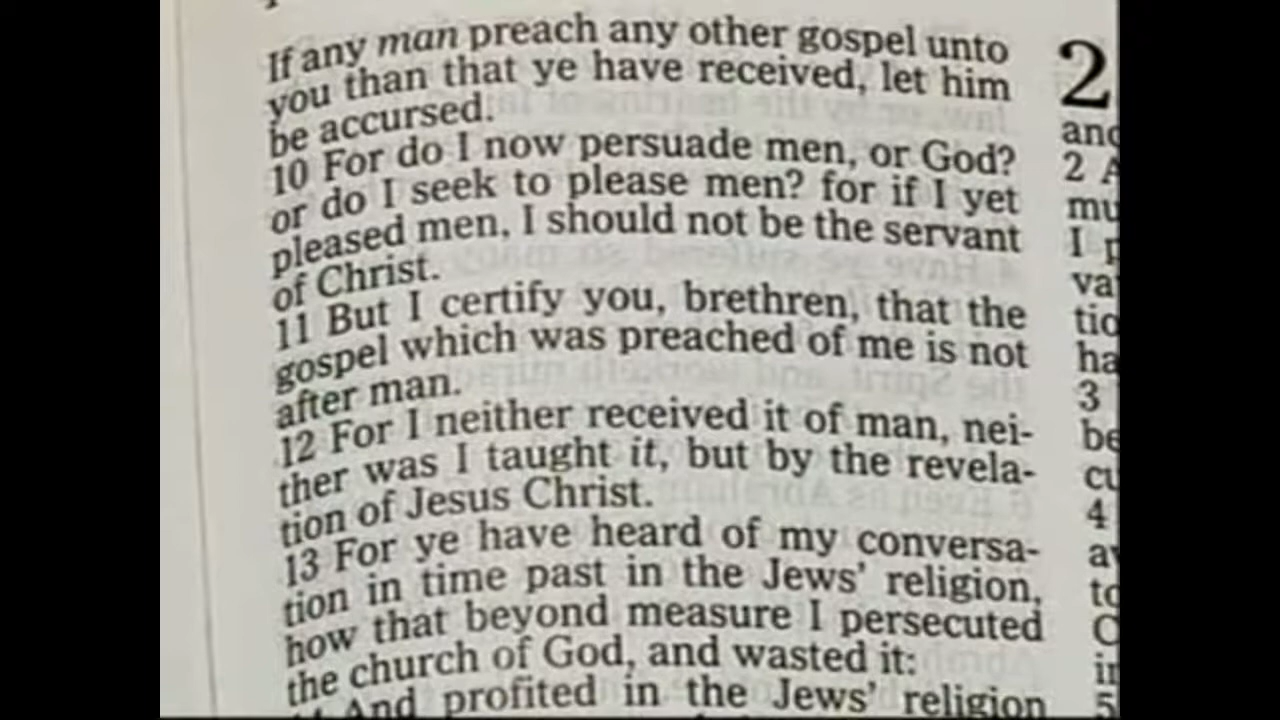 If any man preach any other gospel unto
you than that ye have received, let him
be accursed.
10 For do I now persuade men, or God?
or do I seek to please men? for if I yet
pleased men, I should not be the servant
of Christ.
11 But I certify you, brethren, that the
gospel which was preached of me is not
after man.
12 For I neither received it of man, nei-
ther was I taught it, but by the revela-
tion of Jesus Christ.
13 For ye have heard of my conversa-
tion in time past in the Jews' religion,
how that beyond measure I persecuted
the church of God, and wasted it:
And profited in the Jews' religion
2
2
I
3
4
5